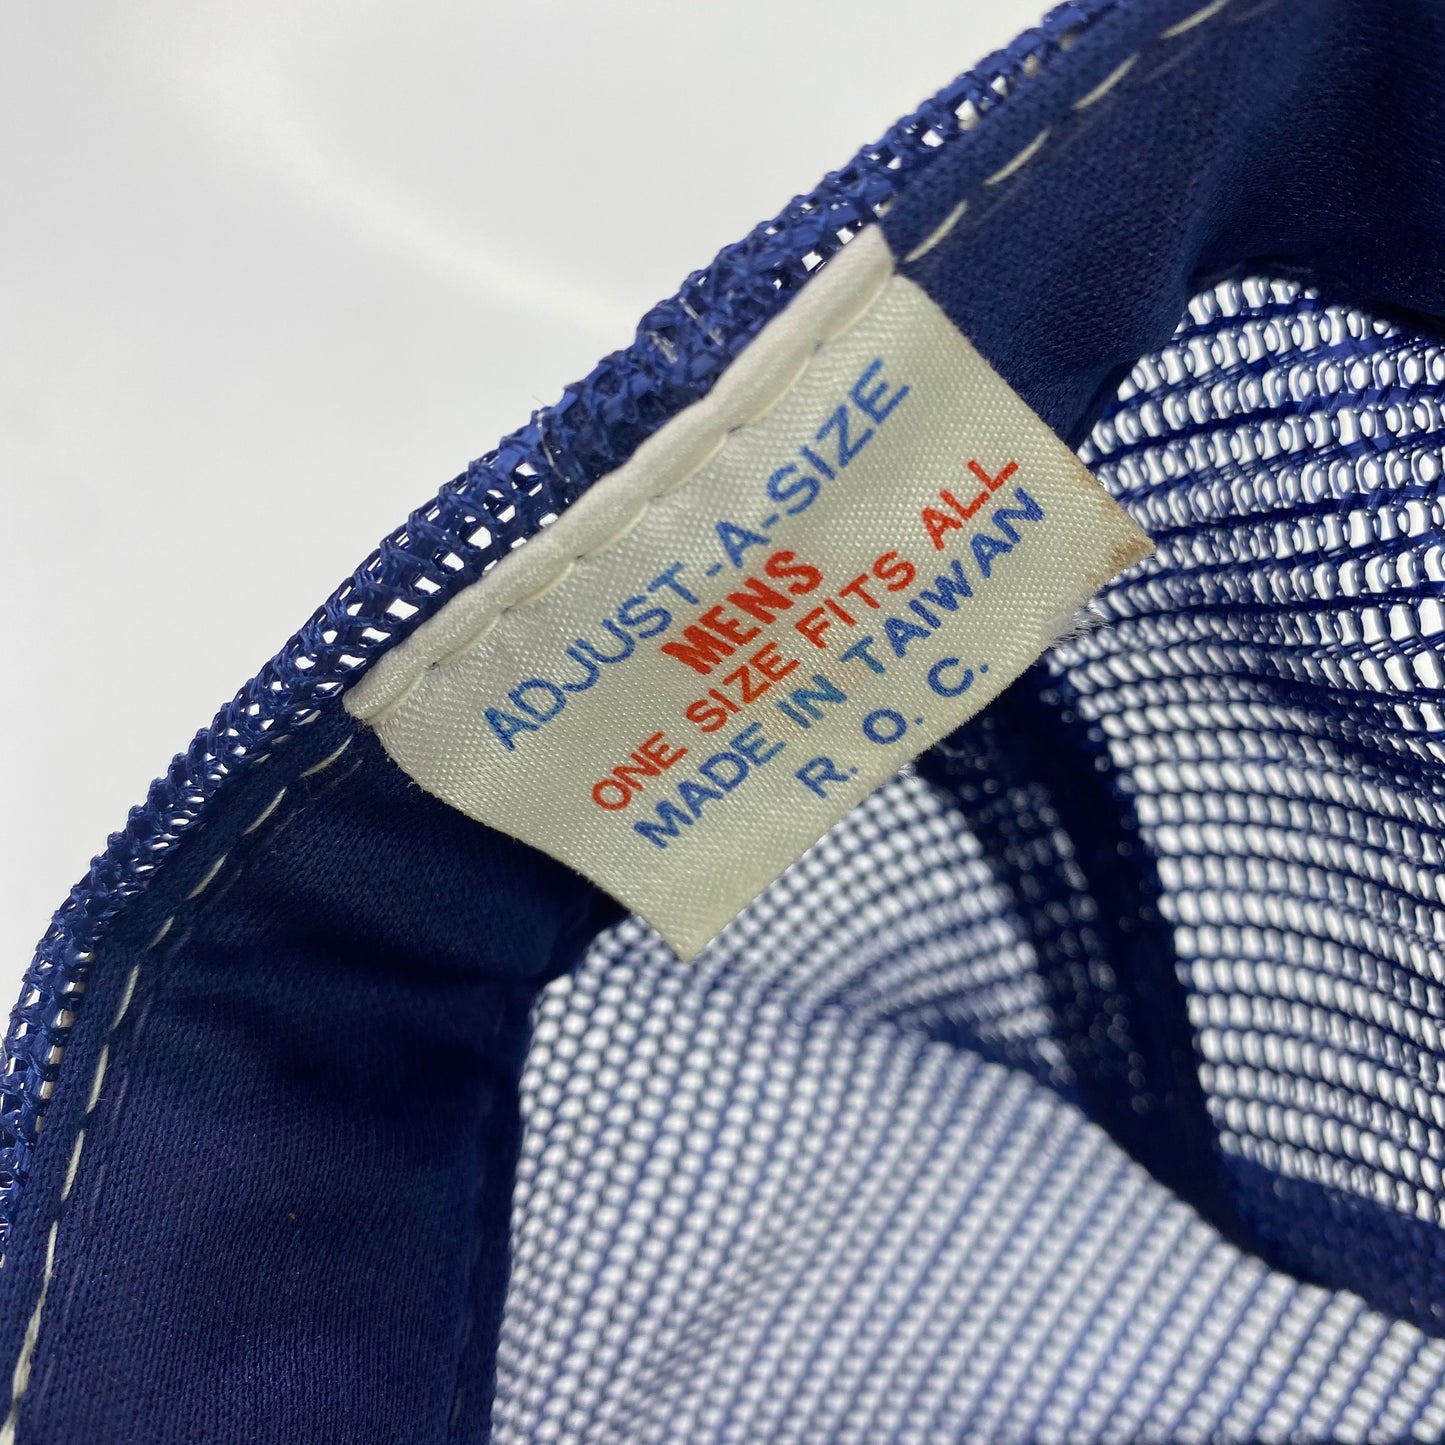 ADJUST-A-SIZE
MENS
ONE SIZE FITS ALL
MADE IN TAIWAN
R. O. C.